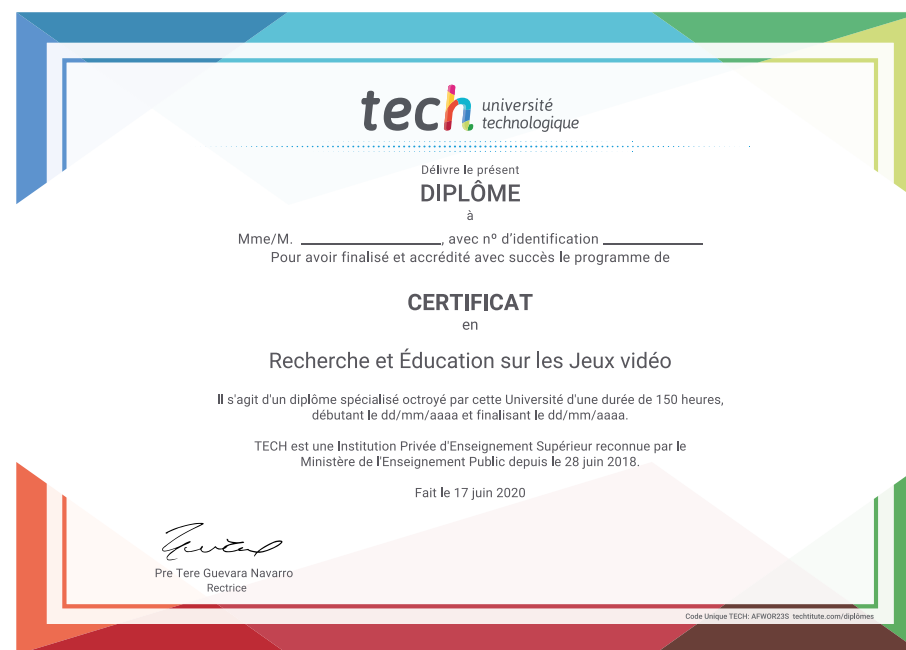 tech université
technologique
Délivre le présent
DIPLÔME
à
Mme/M. ____________________, avec nº d'identification ______________
Pour avoir finalisé et accrédité avec succès le programme de
CERTIFICAT
en
Recherche et Éducation sur les Jeux vidéo
Il s'agit d'un diplôme spécialisé octroyé par cette Université d'une durée de 150 heures,
débutant le dd/mm/aaaa et finalisant le dd/mm/aaaa.
TECH est une Institution Privée d'Enseignement Supérieur reconnue par le
Ministère de l'Enseignement Public depuis le 28 juin 2018.
Fait le 17 juin 2020
Pre Tere Guevara Navarro
Rectrice
Code Unique TECH: AFWOR23S techtitute.com/diplômes